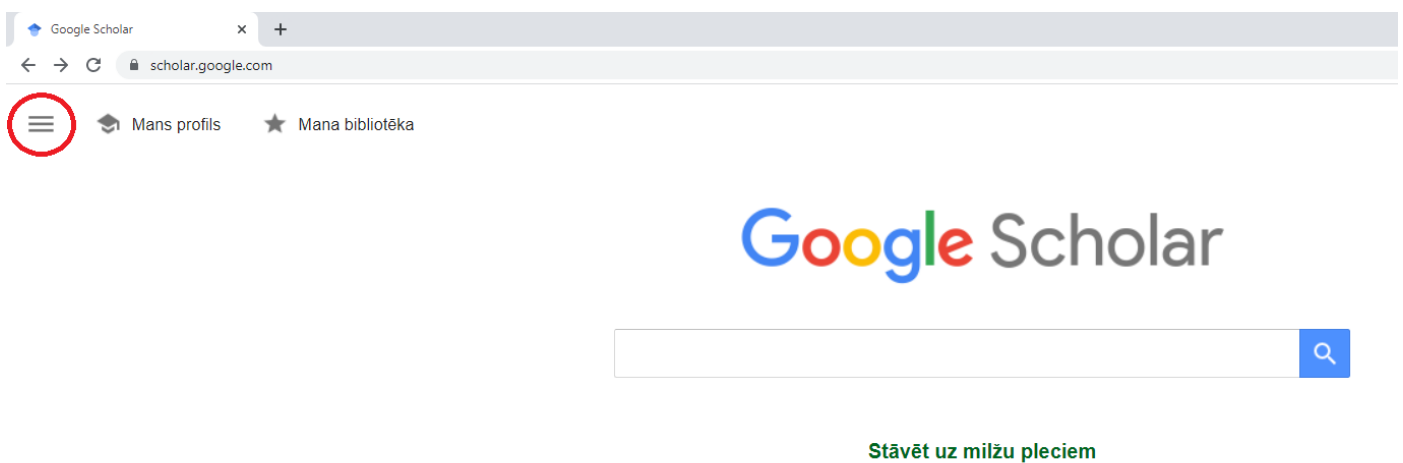 Google Scholar
scholar.google.com
Mans profils Mana bibliotēka
Google Scholar
Stāvēt uz milžu pleciem